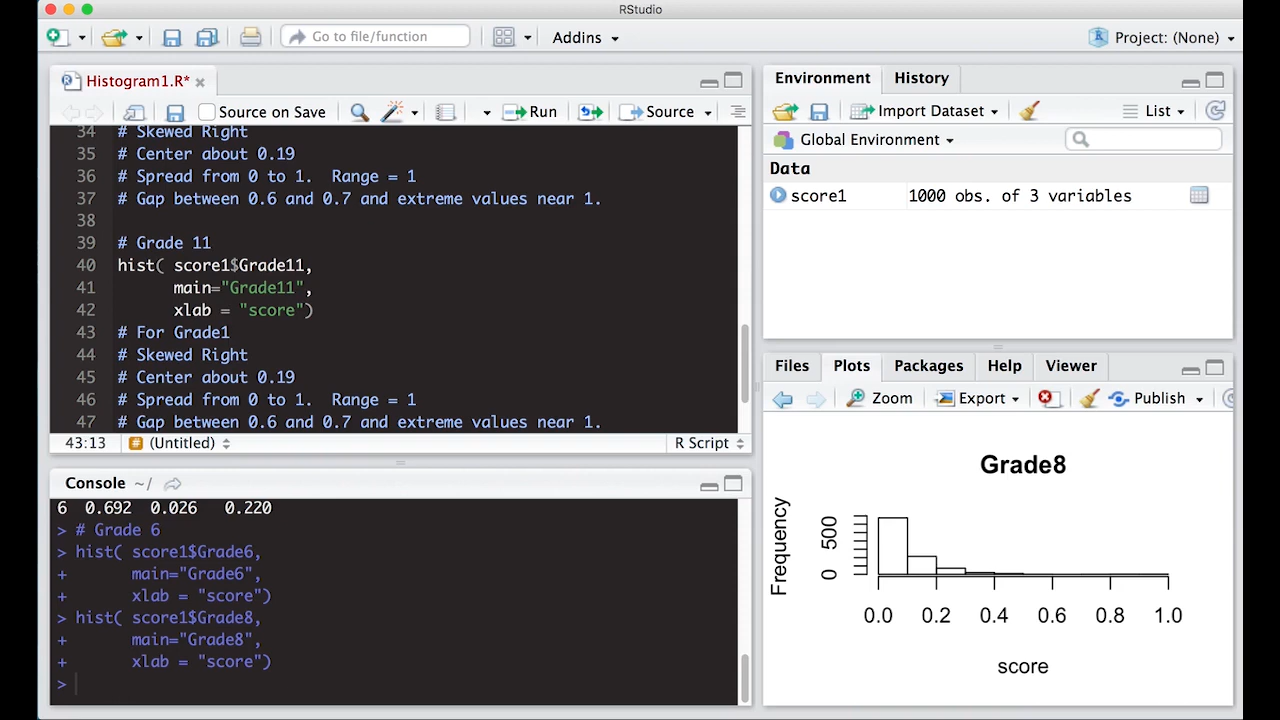 RStudio
Go to file/function
Addins
Project: (None)
Histogram1.R*
Source on Save
Run
Source
34 # Skewed Right
35 # Center about 0.19
36 # Spread from 0 to 1.  Range = 1
37 # Gap between 0.6 and 0.7 and extreme values near 1.
38
39 # Grade 11
40 hist( score1$Grade11,
41       main="Grade11",
42       xlab = "score")
43 # For Grade1
44 # Skewed Right
45 # Center about 0.19
46 # Spread from 0 to 1.  Range = 1
47 # Gap between 0.6 and 0.7 and extreme values near 1.
43:13 # (Untitled) R Script
Console ~/
6  0.692  0.026   0.220
> # Grade 6
> hist( score1$Grade6,
+       main="Grade6",
+       xlab = "score")
> hist( score1$Grade8,
+       main="Grade8",
+       xlab = "score")
>
Environment History
Import Dataset List
Global Environment
Data
score1 1000 obs. of 3 variables
Files Plots Packages Help Viewer
Zoom Export Publish
Grade8
Frequency
500
0
0.0 0.2 0.4 0.6 0.8 1.0
score